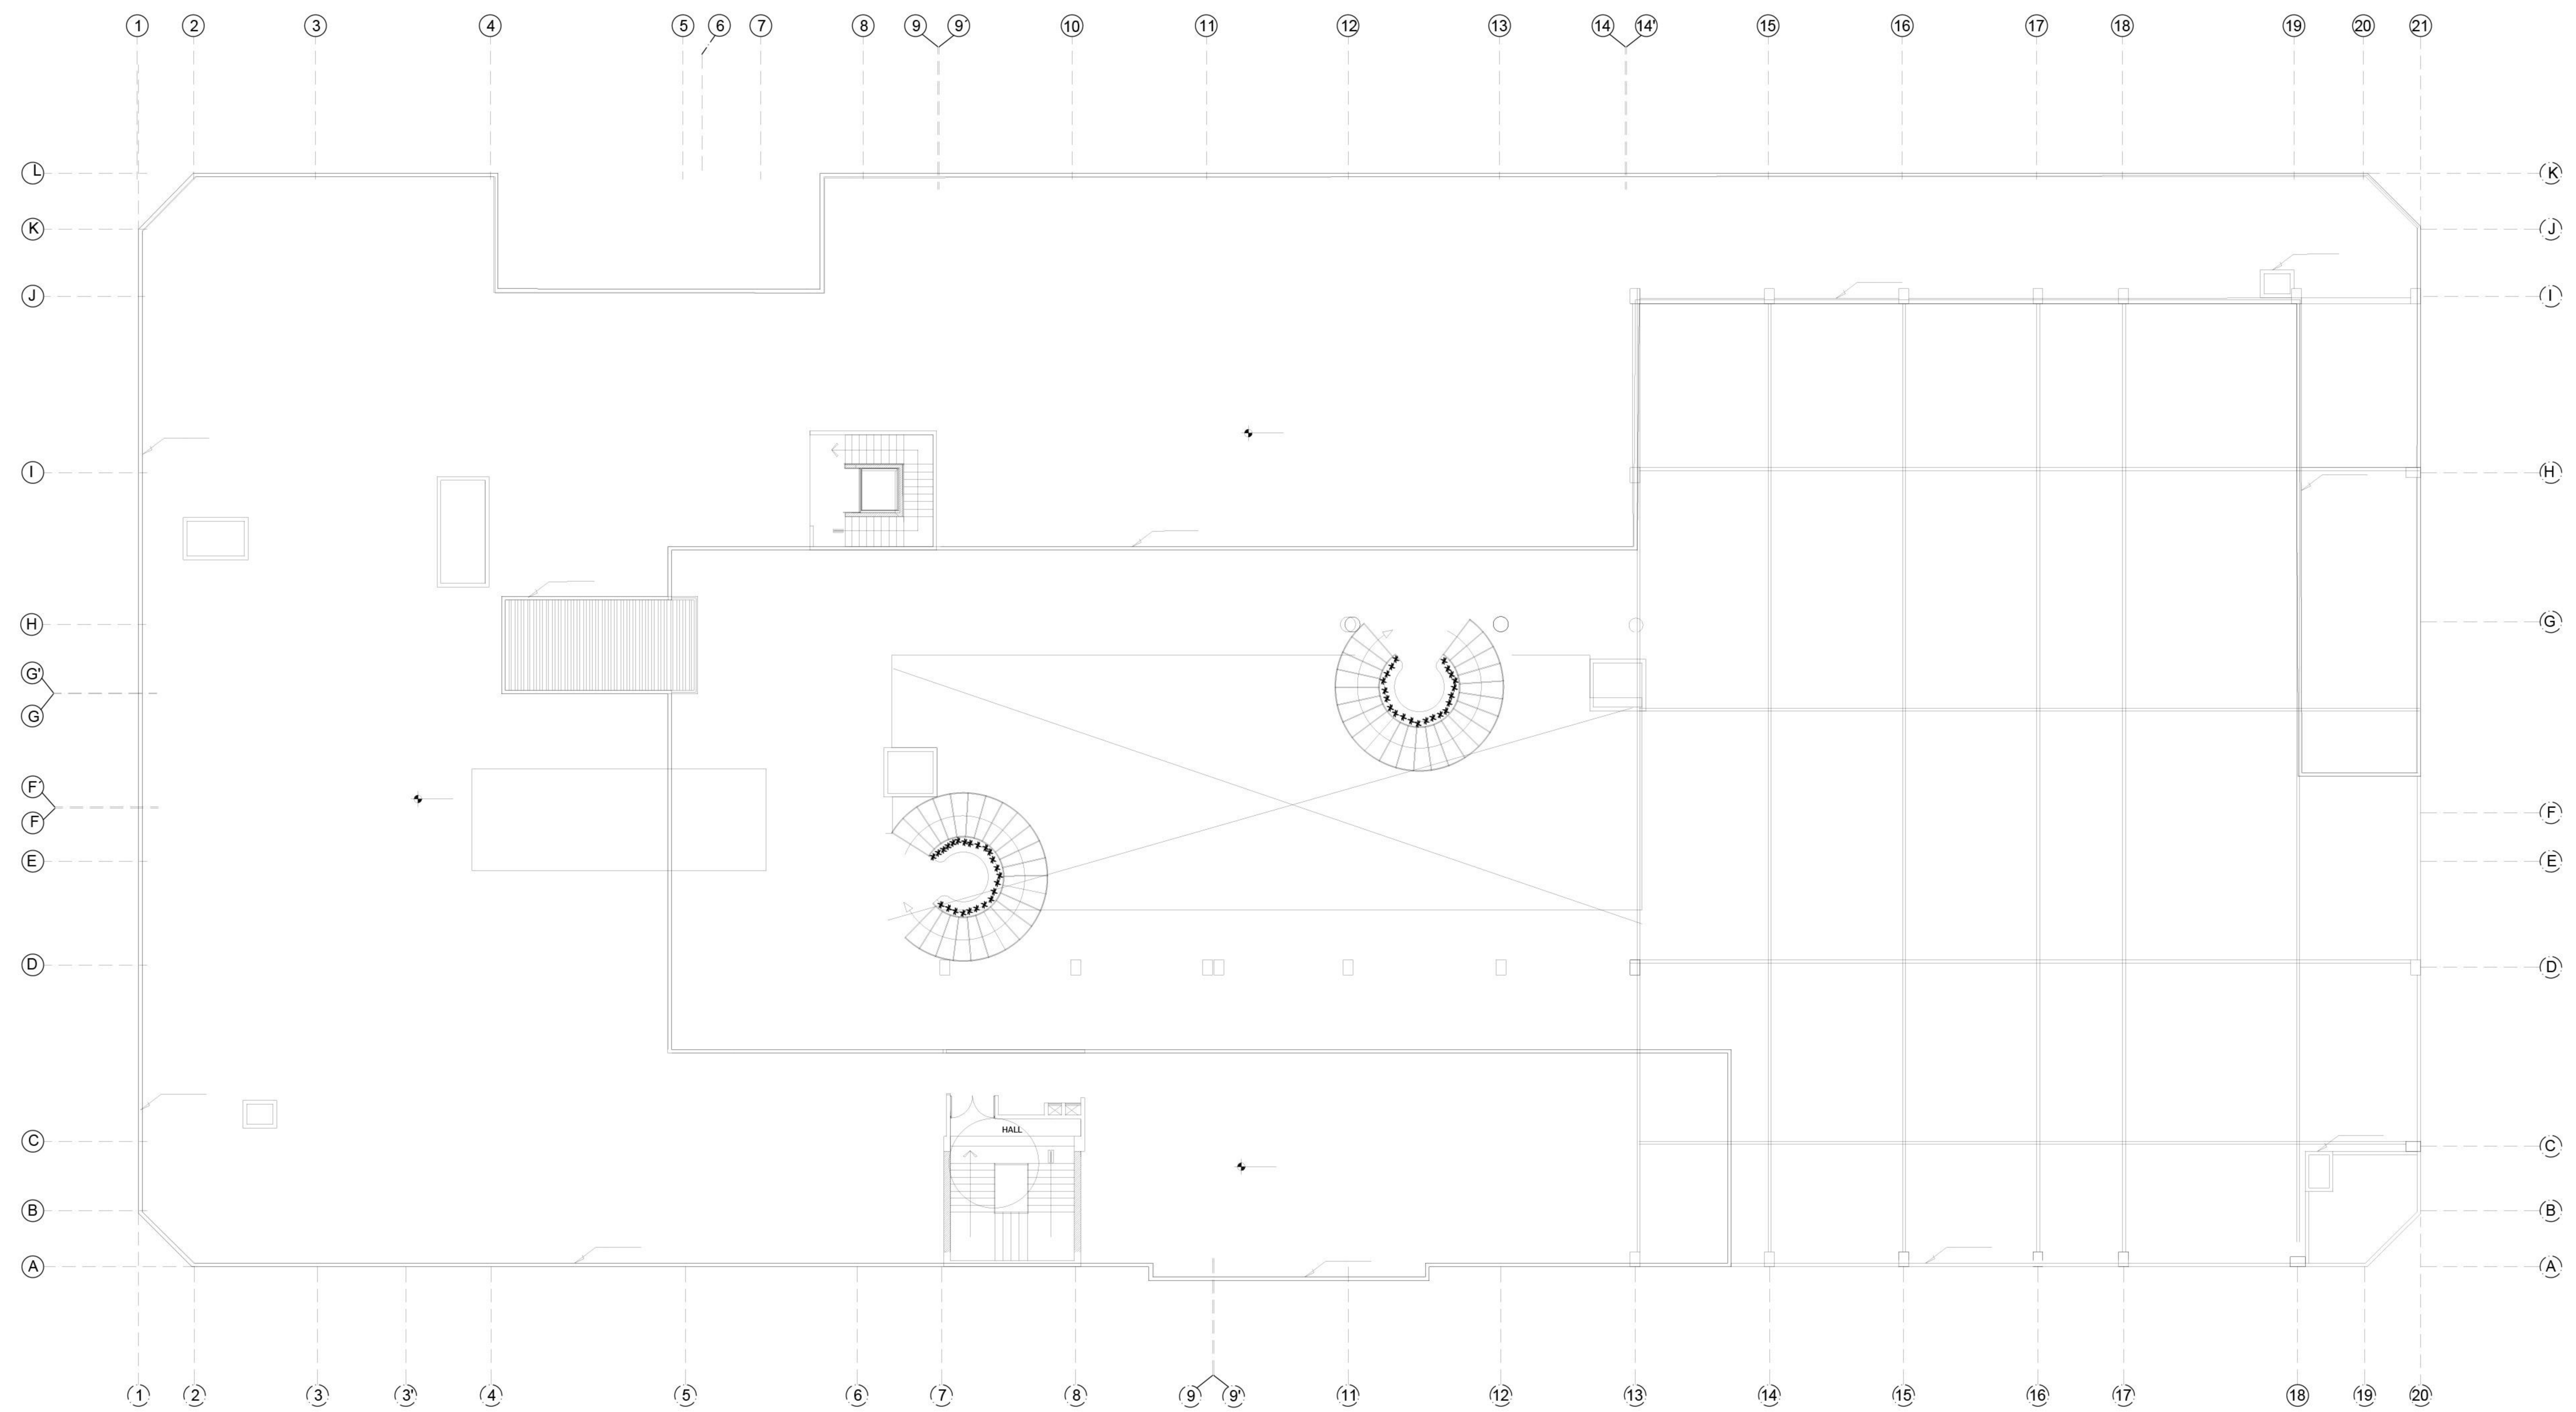 1 2 3 4 5 6 7 8 9 9′ 10 11 12 13 14 14' 15 16 17 18 19 20 21
L K
K J
J I
I H
H G
G'
G
F′ F
F
E E
D D
C C
HALL
B B
A A
1 2 3 3' 4 5 6 7 8 9 9' 11 12 13 14 15 16 17 18 19 20